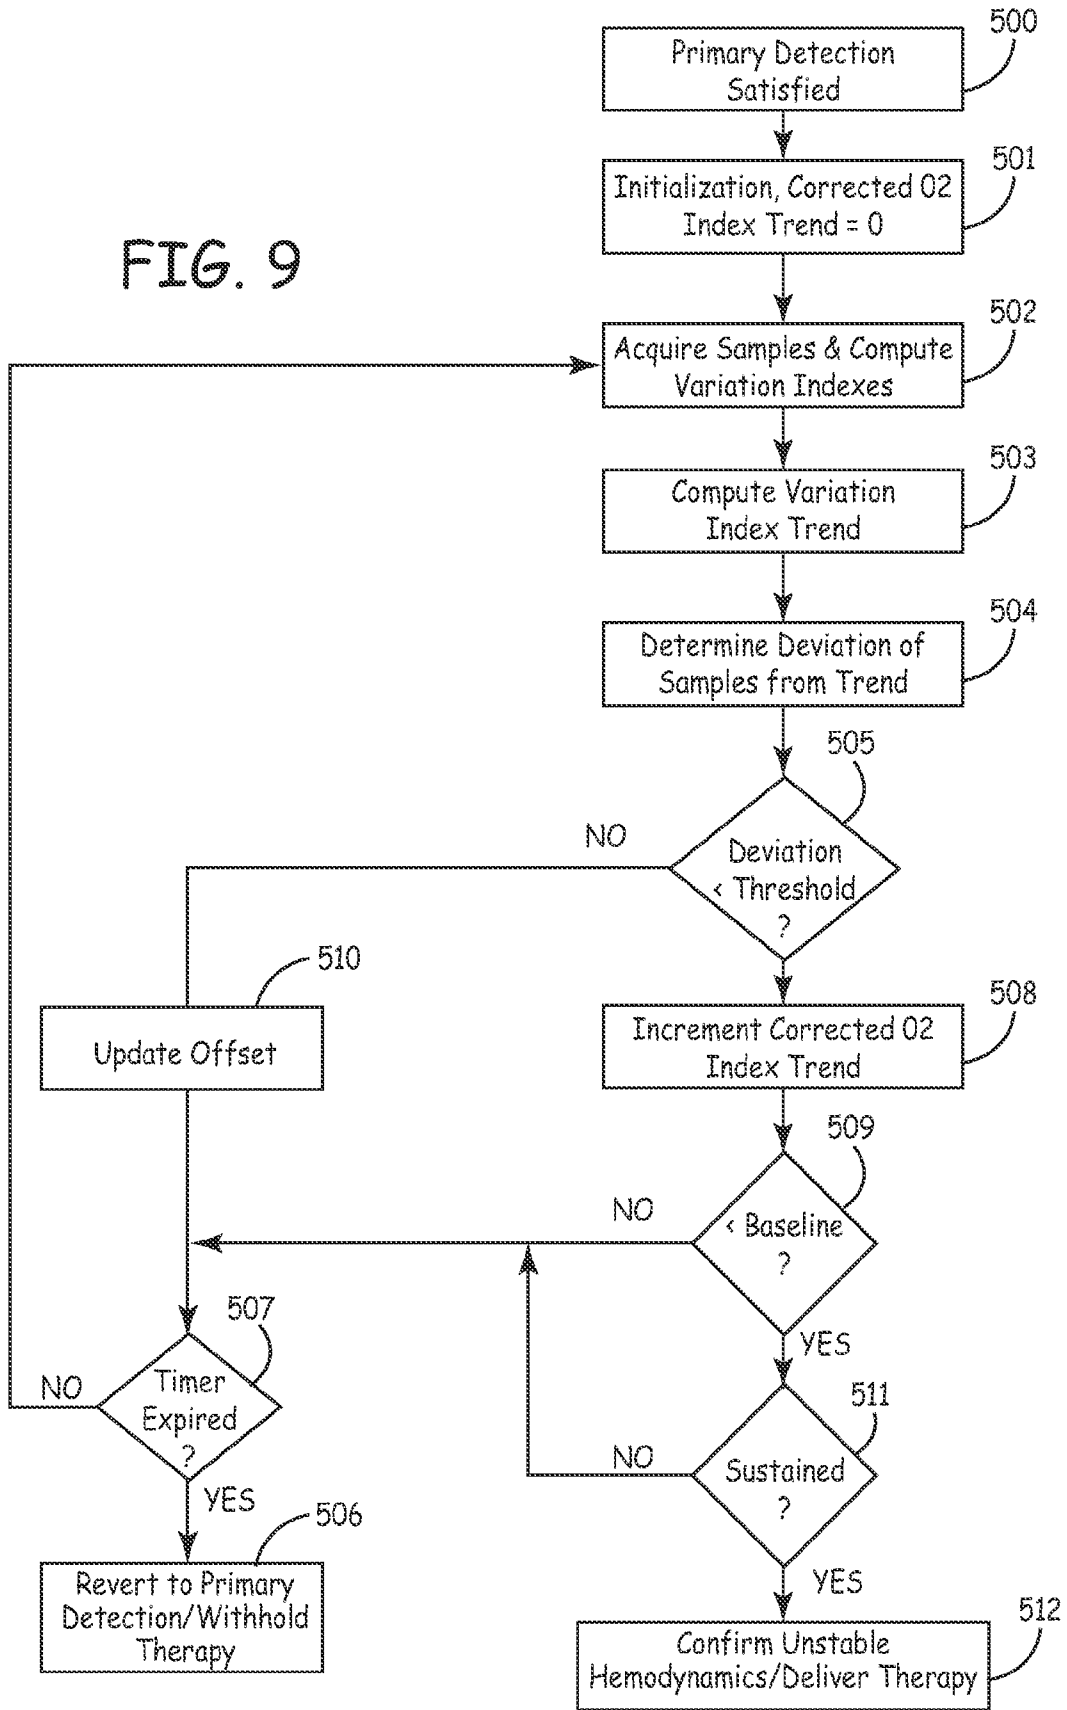 500
Primary Detection
Satisfied
501
Initialization, Corrected O2
Index Trend = 0
FIG. 9
502
Acquire Samples & Compute
Variation Indexes
503
Compute Variation
Index Trend
504
Determine Deviation of
Samples from Trend
505
NO
Deviation
< Threshold
?
510
Update Offset
508
Increment Corrected O2
Index Trend
509
NO
< Baseline
?
YES
507
NO
Timer
Expired
?
YES
511
NO
Sustained
?
YES
506
Revert to Primary
Detection/Withhold
Therapy
512
Confirm Unstable
Hemodynamics/Deliver Therapy